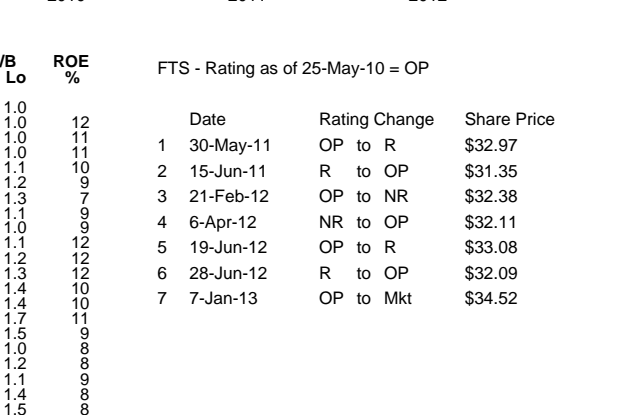 /B ROE
Lo %
1.0
1.0 12
1.0 11
1.0 11
1.1 10
1.2 9
1.3 7
1.1 9
1.0 9
1.1 12
1.2 12
1.3 12
1.4 10
1.4 10
1.7 11
1.5 9
1.0 8
1.2 8
1.1 9
1.4 8
1.5 8
FTS - Rating as of 25-May-10 = OP
Date Rating Change Share Price
1 30-May-11 OP to R $32.97
2 15-Jun-11 R to OP $31.35
3 21-Feb-12 OP to NR $32.38
4 6-Apr-12 NR to OP $32.11
5 19-Jun-12 OP to R $33.08
6 28-Jun-12 R to OP $32.09
7 7-Jan-13 OP to Mkt $34.52